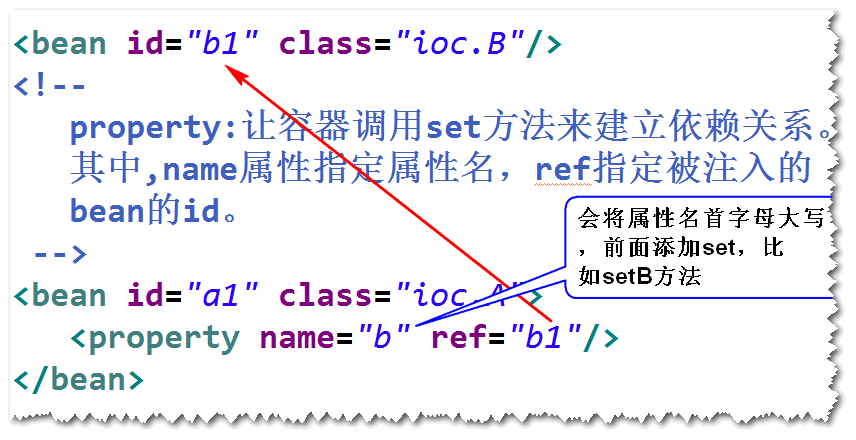 <bean id="b1" class="ioc.B"/>
<!--
property:让容器调用set方法来建立依赖关系。
其中,name属性指定属性名，ref指定被注入的
bean的id。
-->
会将属性名首字母大写
，前面添加set，比
如setB方法
<bean id="a1" class="ioc.A">
<property name="b" ref="b1"/>
</bean>